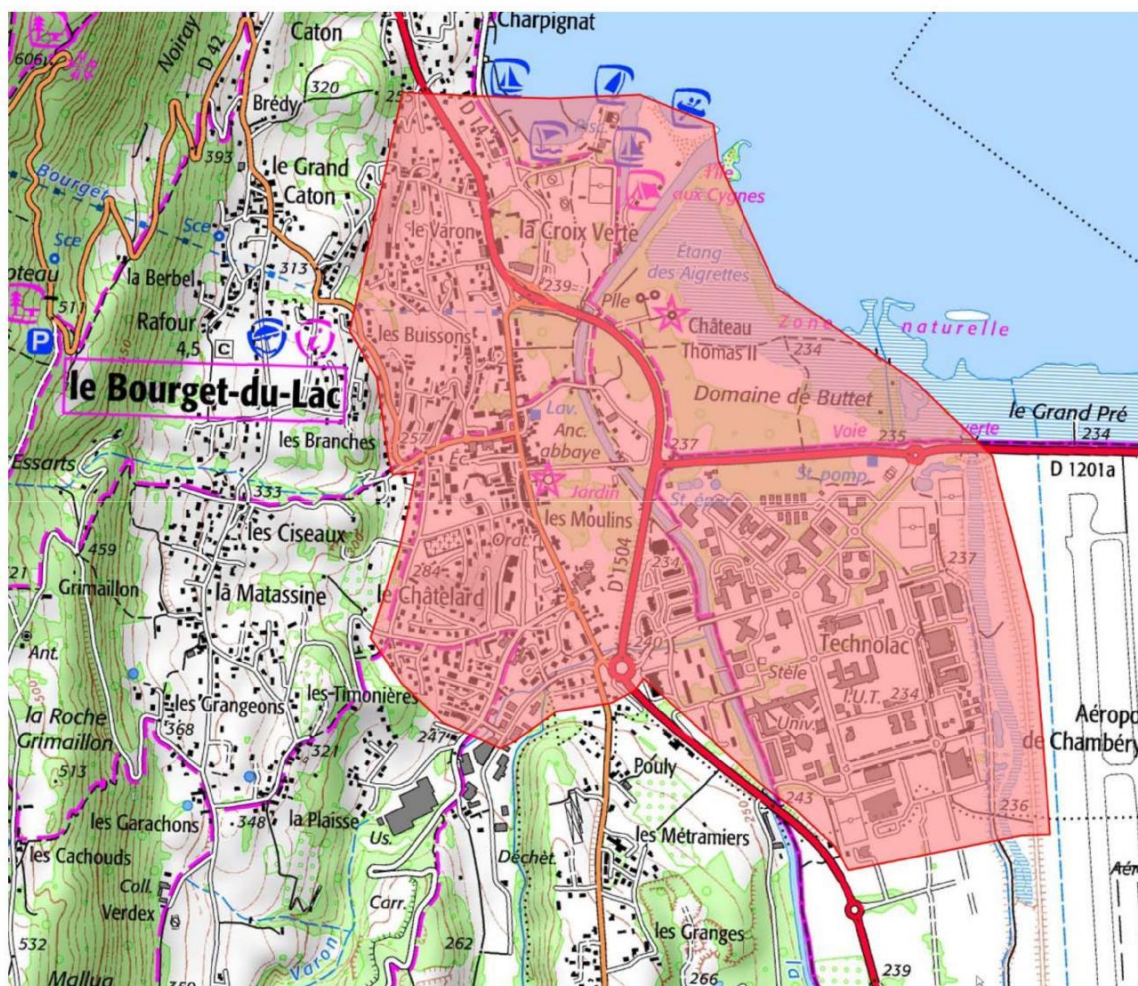 Charpignat
Caton
Noiray
D 42
606
320
Brédy
393
le Grand
Caton
Pisc.
l'Île
aux Cygnes
Bourget
Sce
Sce
le Varon
la Croix Verte
Étang
des Aigrettes
la Berbel
313
239
Plle
511
Rafour
4,5
C
P
les Buissons
Château
Thomas II
Zone naturelle
234
le Bourget-du-Lac
Domaine de Buttet
Lav.
Anc.
abbaye
le Grand Pré
234
les Branches
257
237
Voie verte
235
D 1201a
Essarts
Jardin
St. pomp.
St. épur.
333
les Ciseaux
les Moulins
Orat.
459
Grimaillon
284
D 1504
234
237
la Matassine
le Châtelard
240
Technolac
Ant.
Stèle
I.U.T.
234
les Timonières
les Grangeons
la Roche
Grimaillon
368
321
247
Univ.
513
Pouly
243
236
les Garachons
348
la Plaisse
Us.
les Métramiers
les Cachouds
Déchèt.
Coll.
Verdex
Carr.
532
Varon
262
les Granges
266
la
239